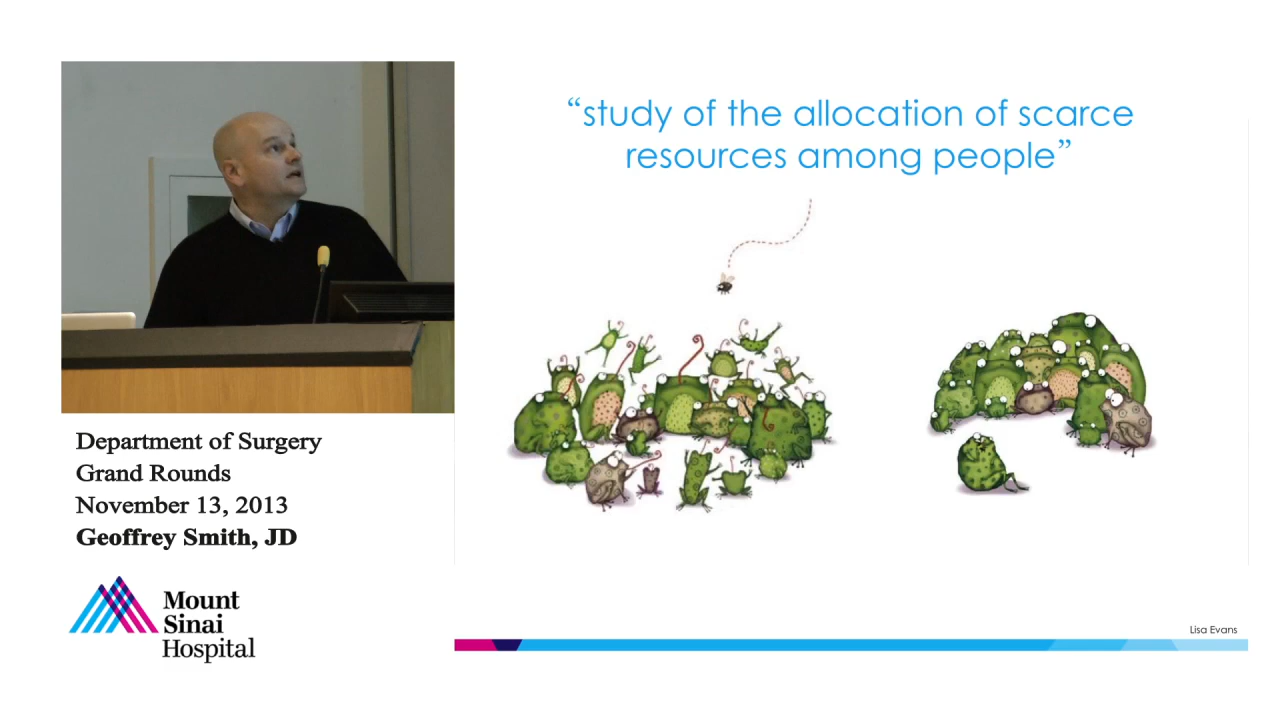 “study of the allocation of scarce
resources among people”
Department of Surgery
Grand Rounds
November 13, 2013
Geoffrey Smith, JD
Mount
Sinai
Hospital
Lisa Evans